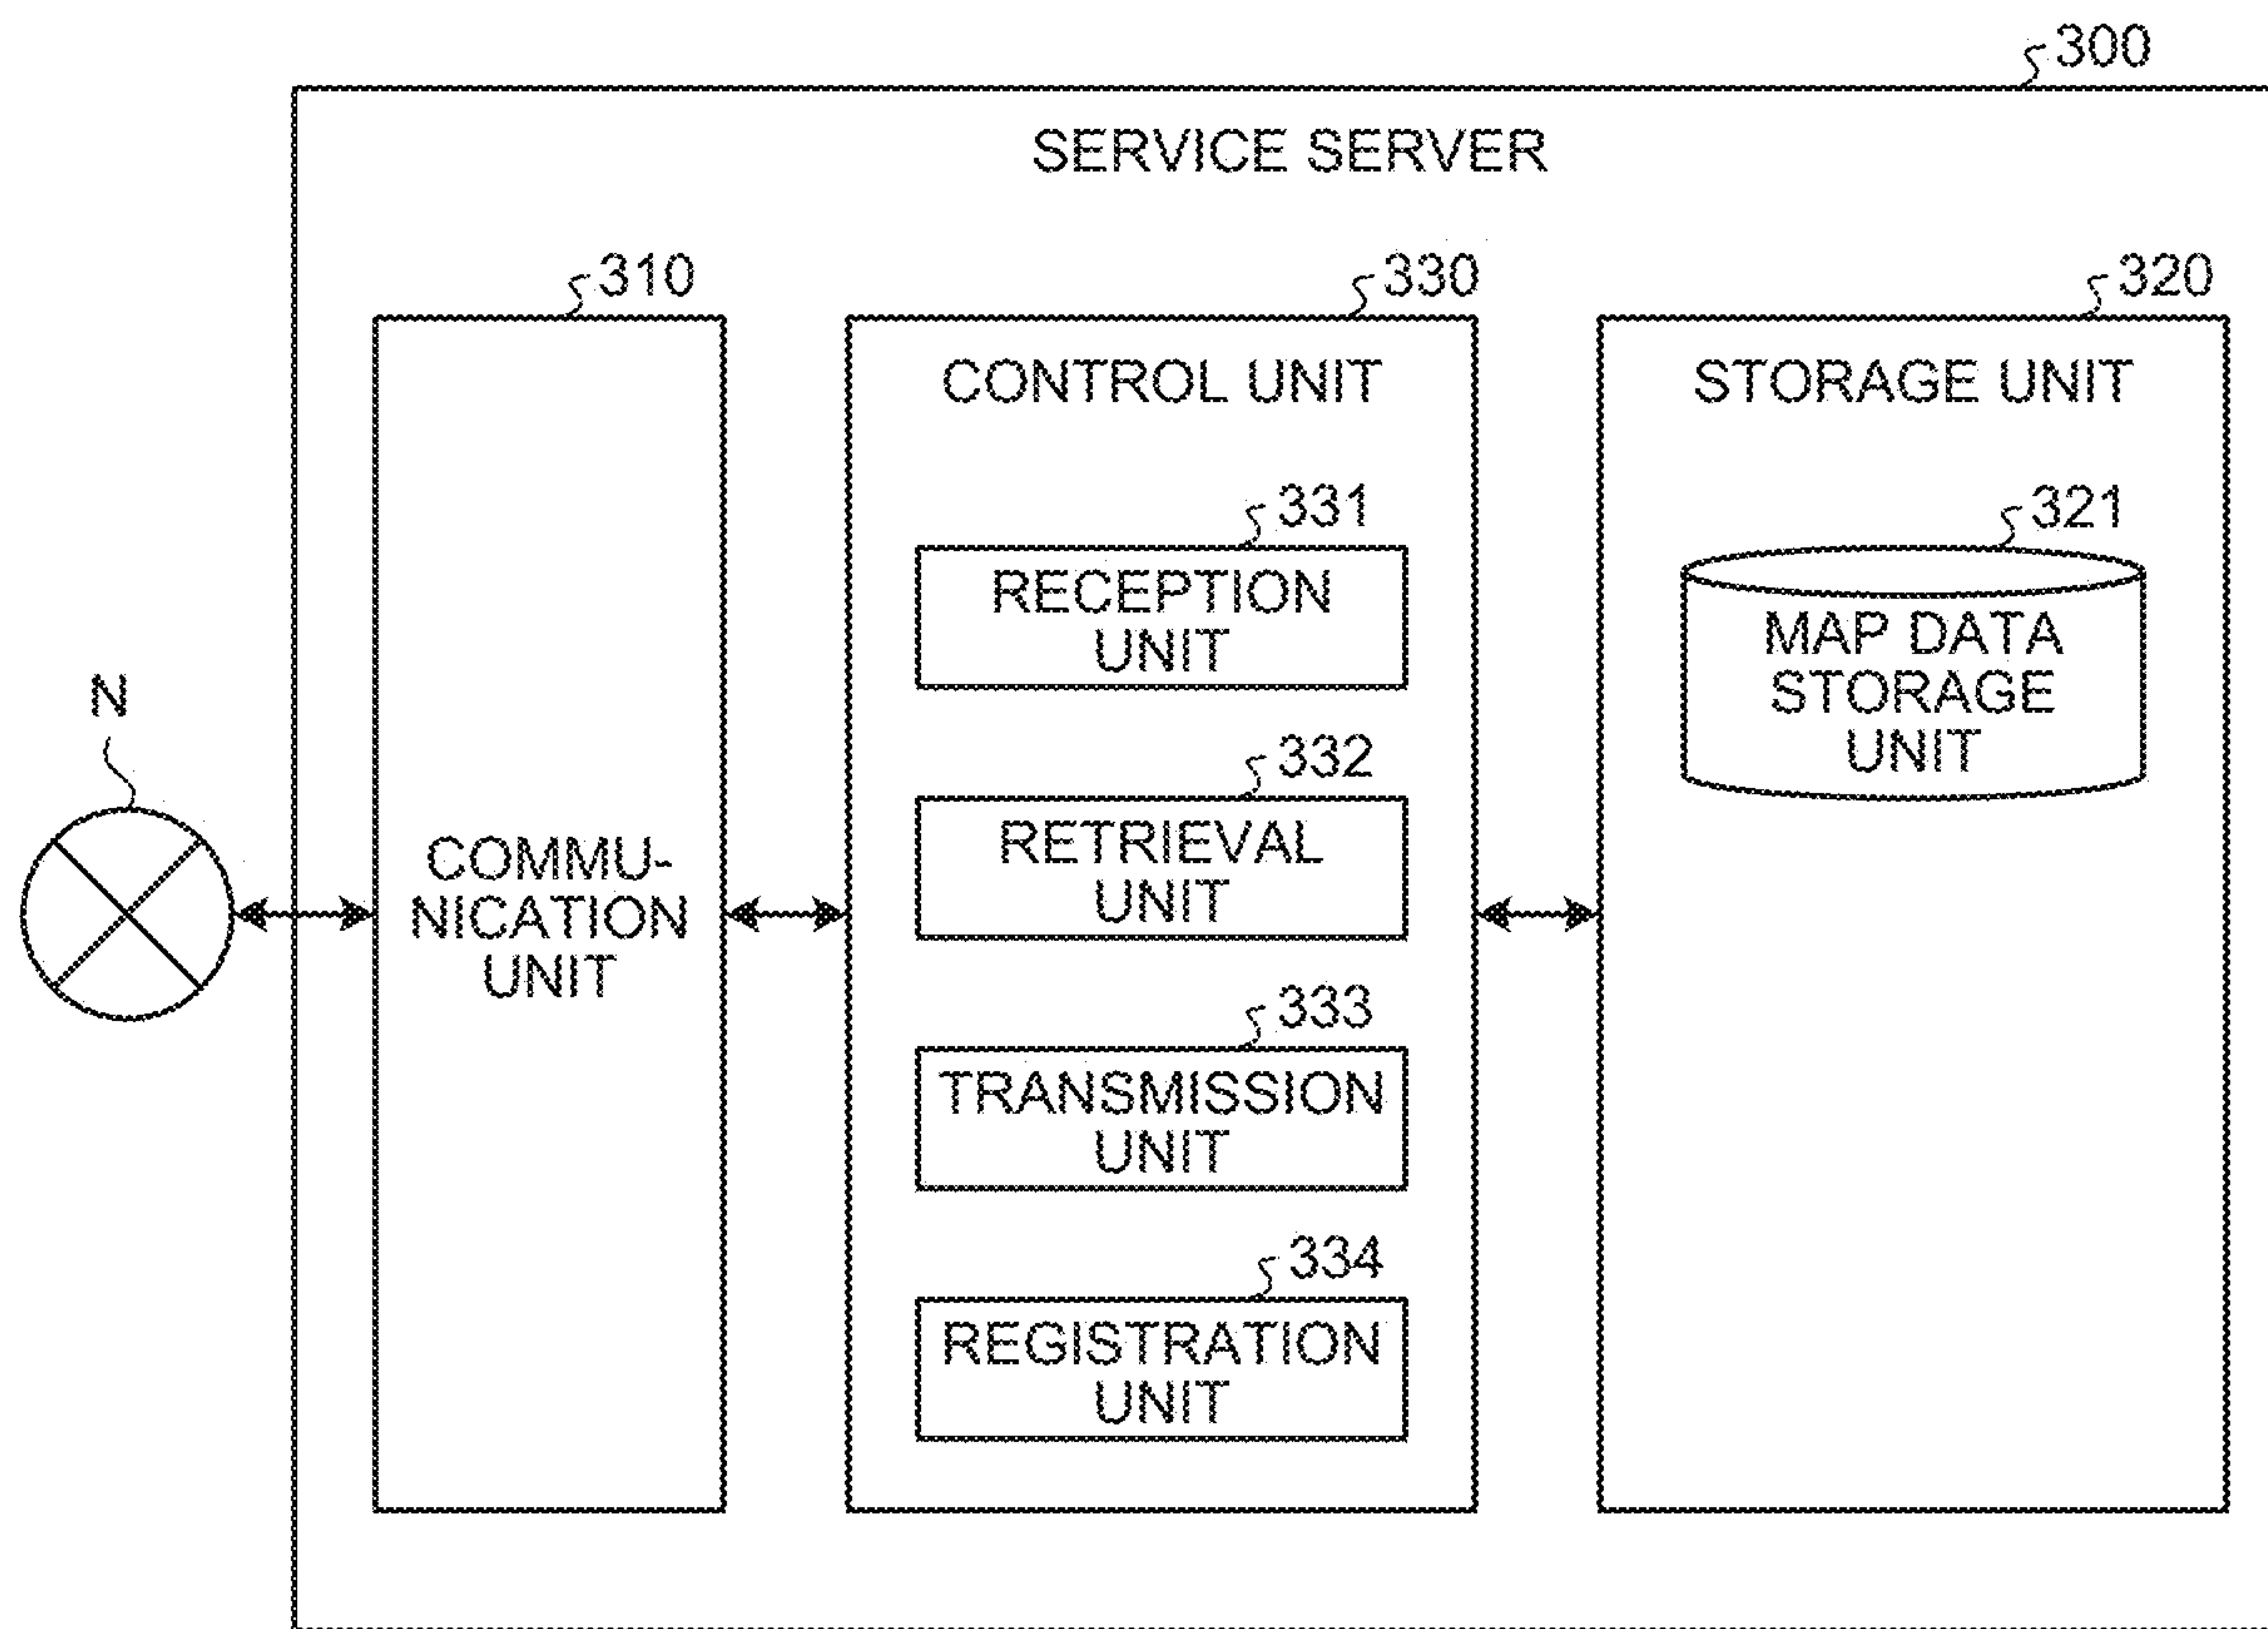 300
SERVICE SERVER
310
330
320
CONTROL UNIT
STORAGE UNIT
331
321
RECEPTION
UNIT
MAP DATA
STORAGE
UNIT
N
332
COMMU-
NICATION
UNIT
RETRIEVAL
UNIT
333
TRANSMISSION
UNIT
334
REGISTRATION
UNIT